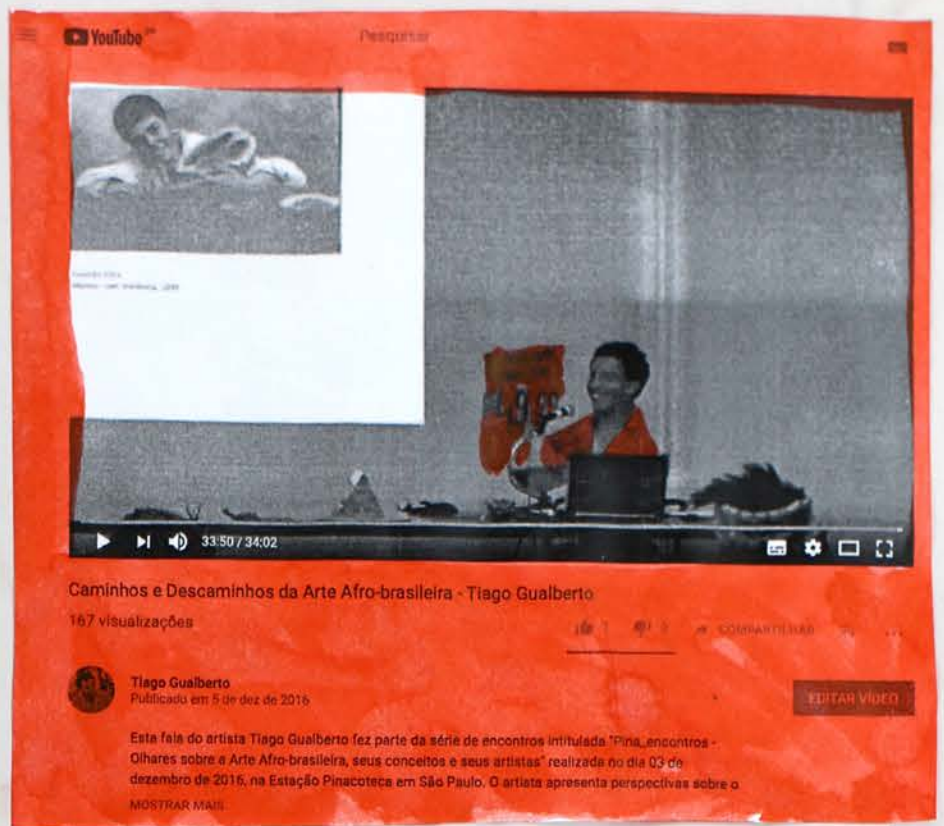 YouTube BR
Pesquisar
33:50 / 34:02
Caminhos e Descaminhos da Arte Afro-brasileira - Tiago Gualberto
167 visualizações
7
0
COMPARTILHAR
Tiago Gualberto
Publicado em 5 de dez de 2016
EDITAR VÍDEO
Esta fala do artista Tiago Gualberto fez parte da série de encontros intitulada "Pina_encontros -
Olhares sobre a Arte Afro-brasileira, seus conceitos e seus artistas" realizada no dia 03 de
dezembro de 2016, na Estação Pinacoteca em São Paulo. O artista apresenta perspectivas sobre o
MOSTRAR MAIS